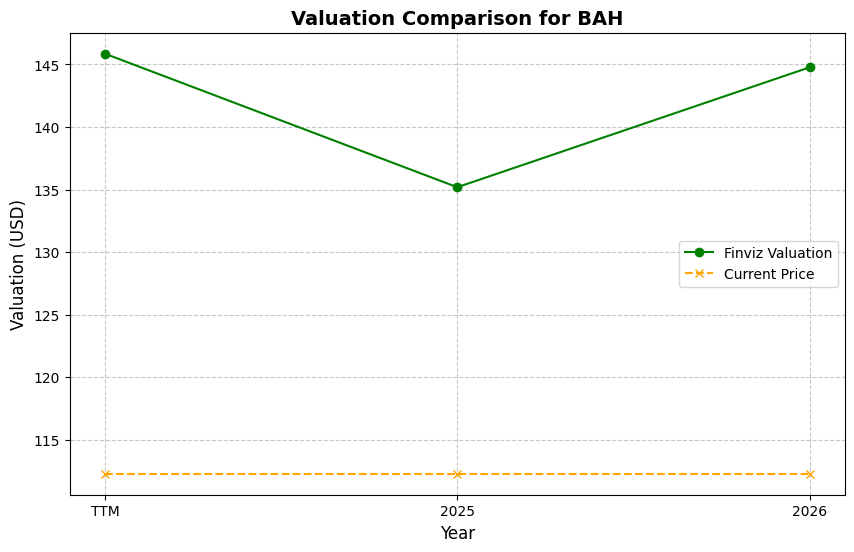 Valuation Comparison for BAH
Valuation (USD)
145
140
135
130
125
120
115
Finviz Valuation
Current Price
TTM
2025
2026
Year